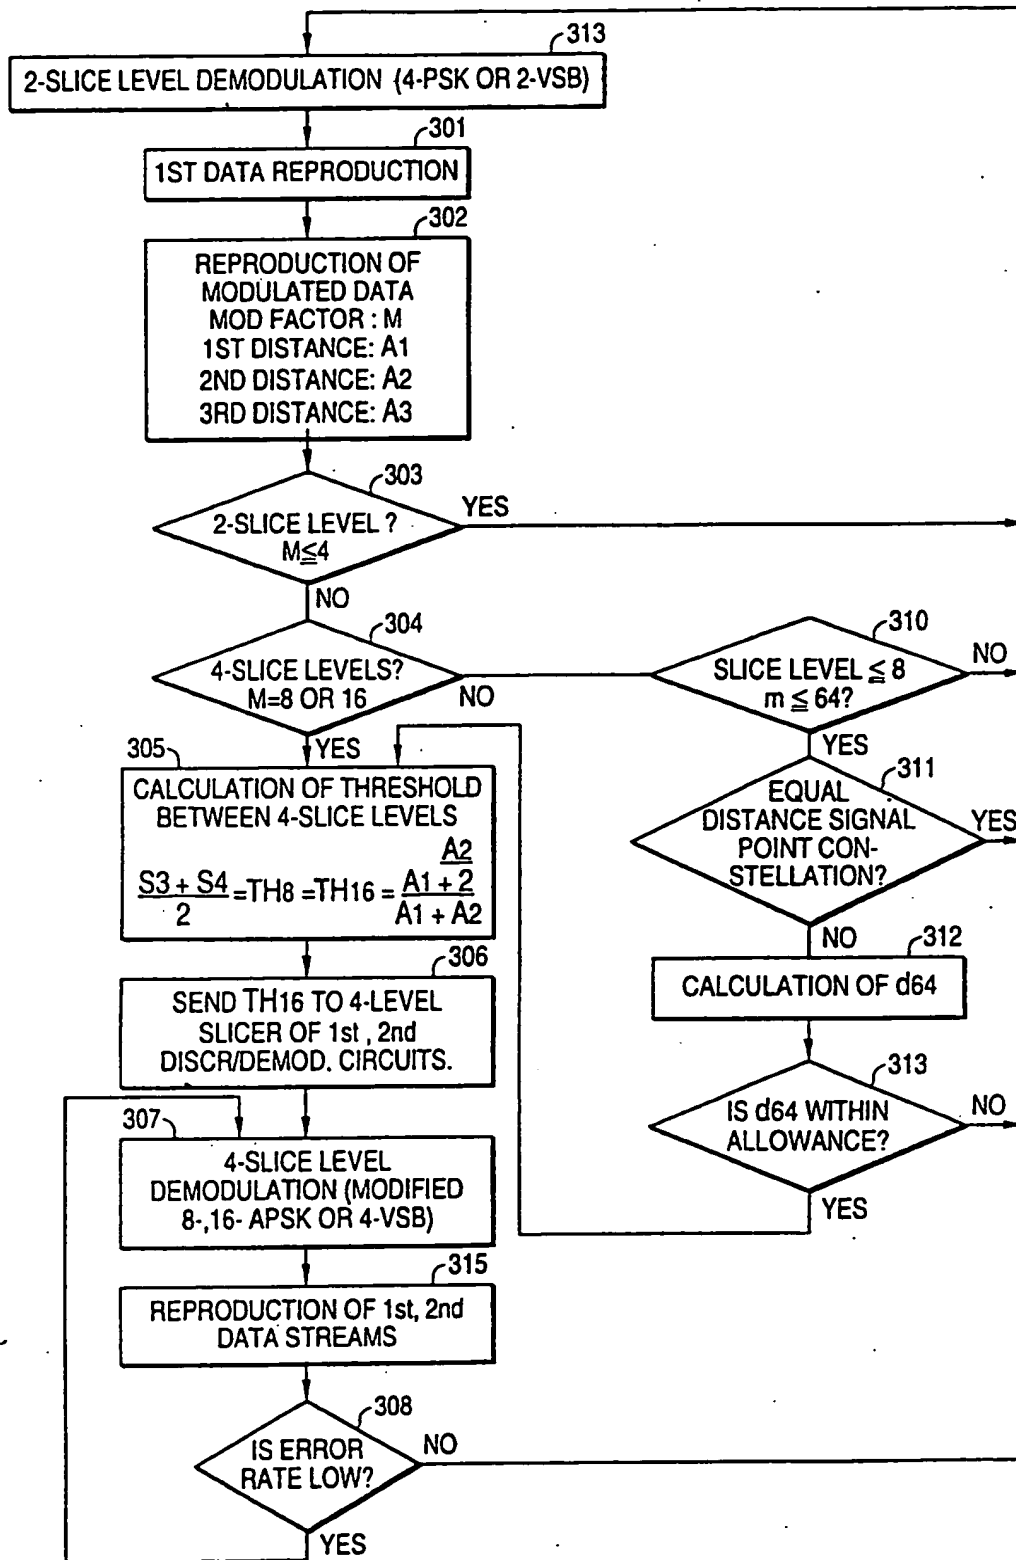 313
2-SLICE LEVEL DEMODULATION (4-PSK OR 2-VSB)
301
1ST DATA REPRODUCTION
302
REPRODUCTION OF
MODULATED DATA
MOD FACTOR : M
1ST DISTANCE: A1
2ND DISTANCE: A2
3RD DISTANCE: A3
303
2-SLICE LEVEL ?
M≦4
YES
NO
304
4-SLICE LEVELS?
M=8 OR 16
NO
YES
310
SLICE LEVEL ≦ 8
m ≦ 64?
NO
YES
305
CALCULATION OF THRESHOLD
BETWEEN 4-SLICE LEVELS
A2
S3 + S4 =TH8 =TH16 = A1 + 2
2 A1 + A2
311
EQUAL
DISTANCE SIGNAL
POINT CON-
STELLATION?
YES
NO
306
SEND TH16 TO 4-LEVEL
SLICER OF 1st , 2nd
DISCR/DEMOD. CIRCUITS.
312
CALCULATION OF d64
313
IS d64 WITHIN
ALLOWANCE?
NO
YES
307
4-SLICE LEVEL
DEMODULATION (MODIFIED
8-,16- APSK OR 4-VSB)
315
REPRODUCTION OF 1st, 2nd
DATA STREAMS
308
IS ERROR
RATE LOW?
NO
YES